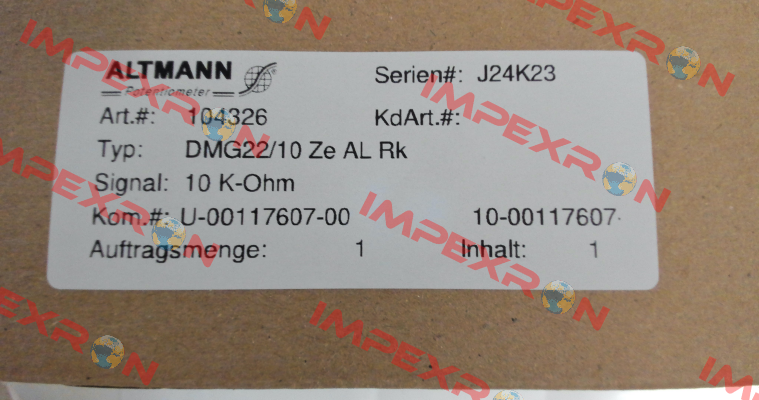 ALTMANN
Potentiometer
Serien#: J24K23
Art.#: 104326 KdArt.#:
Typ: DMG22/10 Ze AL Rk
Signal: 10 K-Ohm
Kom.#: U-00117607-00 10-00117607-
Auftragsmenge: 1 Inhalt: 1
IMPEXRON
IMPEXRON
IMPEXRON
IMPEXRON
IMPEXRON
IMPEXRON
IMPEXRON